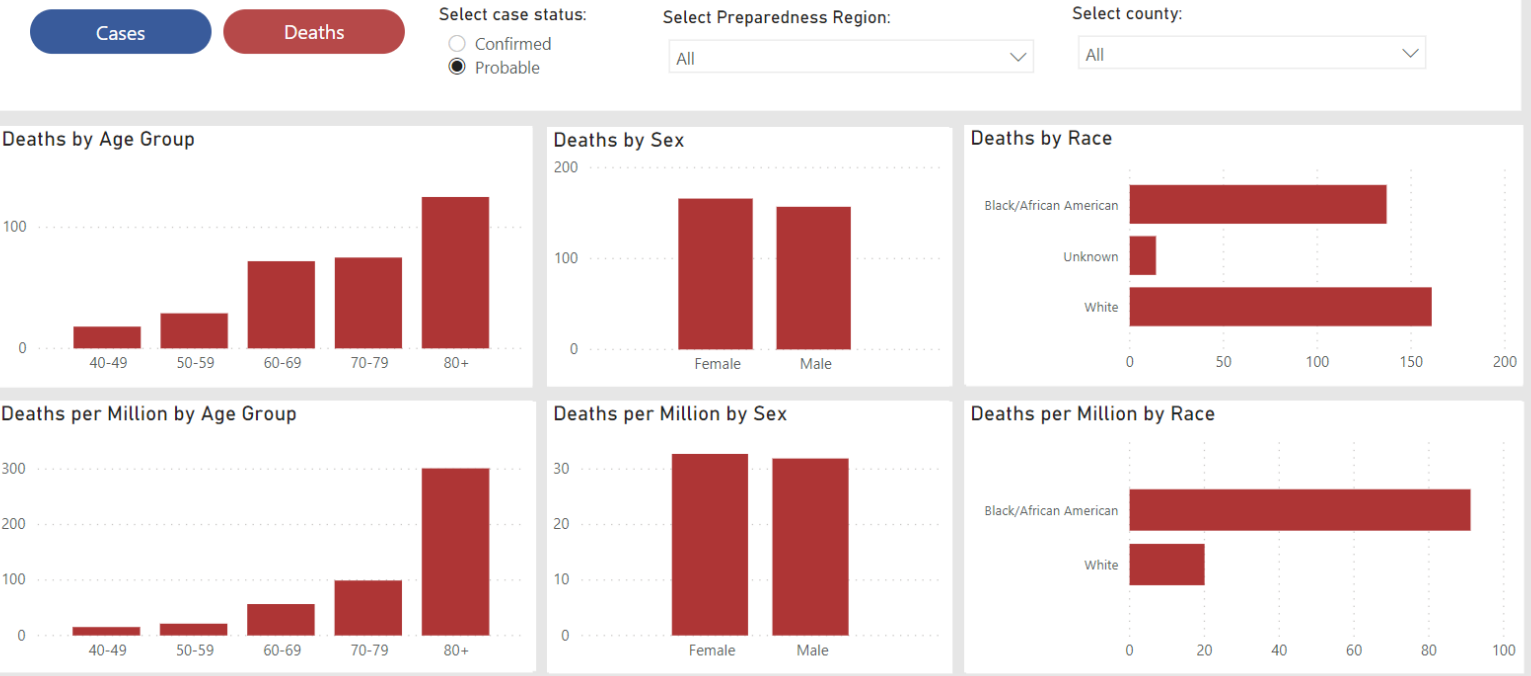 Cases
Deaths
Select case status:
Confirmed
Probable
Select Preparedness Region:
All
Select county:
All
Deaths by Age Group
100
0
40-49 50-59 60-69 70-79 80+
Deaths by Sex
200
100
0
Female Male
Deaths by Race
Black/African American
Unknown
White
0 50 100 150 200
Deaths per Million by Age Group
300
200
100
0
40-49 50-59 60-69 70-79 80+
Deaths per Million by Sex
30
20
10
0
Female Male
Deaths per Million by Race
Black/African American
White
0 20 40 60 80 100